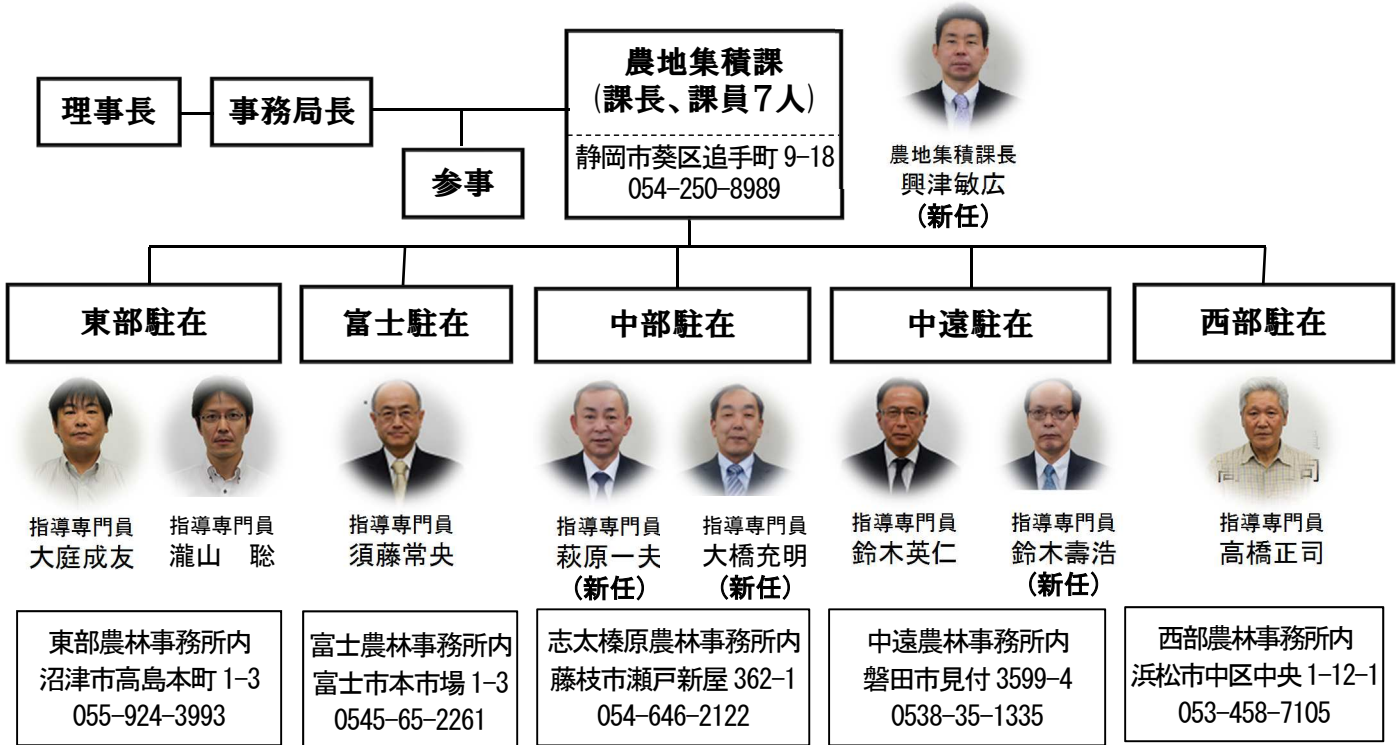 理事長
事務局長
参事
農地集積課
(課長、課員7人)
静岡市葵区追手町 9-18
054-250-8989
農地集積課長
興津敏広
(新任)
東部駐在
富士駐在
中部駐在
中遠駐在
西部駐在
指導専門員
大庭成友
指導専門員
瀧山 聡
指導専門員
須藤常央
指導専門員
萩原一夫
(新任)
指導専門員
大橋充明
(新任)
指導専門員
鈴木英仁
指導専門員
鈴木壽浩
(新任)
指導専門員
高橋正司
東部農林事務所内
沼津市高島本町 1-3
055-924-3993
富士農林事務所内
富士市本市場 1-3
0545-65-2261
志太榛原農林事務所内
藤枝市瀬戸新屋 362-1
054-646-2122
中遠農林事務所内
磐田市見付 3599-4
0538-35-1335
西部農林事務所内
浜松市中区中央 1-12-1
053-458-7105